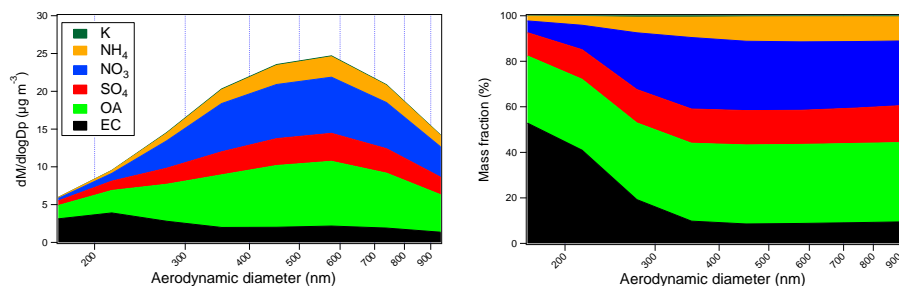 30
25
20
15
10
5
0
dM/dlogDp (µg m⁻³)
K
NH₄
NO₃
SO₄
OA
EC
200
300
400
500
600
700
800
900
Aerodynamic diameter (nm)
100
80
60
40
20
0
Mass fraction (%)
200
300
400
500
600
700
800
900
Aerodynamic diameter (nm)